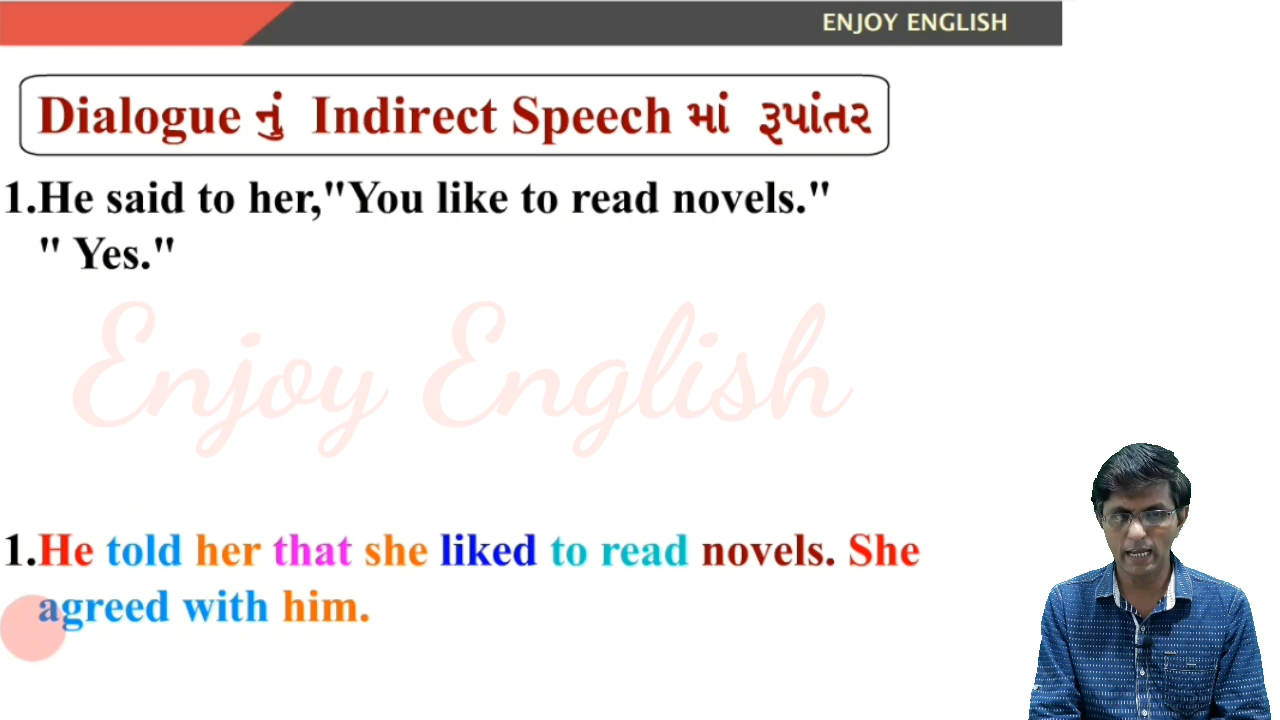 ENJOY ENGLISH
Dialogue નું Indirect Speech માં રૂપાંતર
1.He said to her,"You like to read novels."
" Yes."
Enjoy English
1.He told her that she liked to read novels. She
agreed with him.